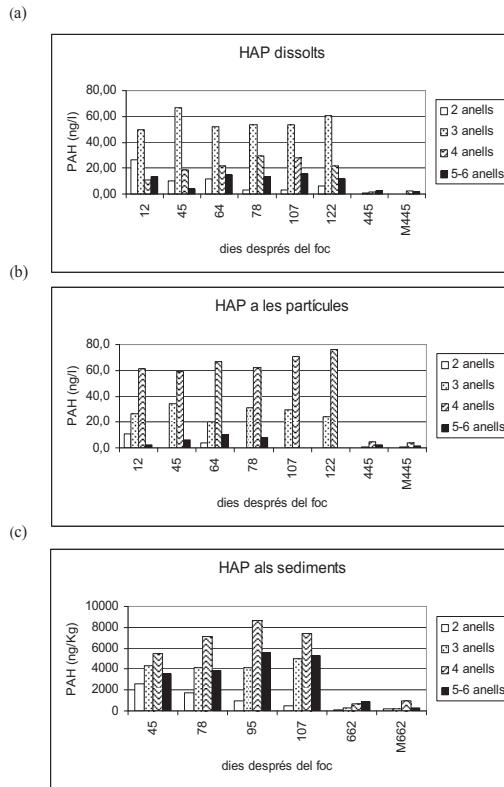 (a)
HAP dissolts
PAH (ng/l)
80,00
60,00
40,00
20,00
0,00
12 45 64 78 107 122 445 M445
dies després del foc
2 anells
3 anells
4 anells
5-6 anells
(b)
HAP a les partícules
PAH (ng/l)
80,0
60,0
40,0
20,0
0,0
12 45 64 78 107 122 445 M445
dies després del foc
2 anells
3 anells
4 anells
5-6 anells
(c)
HAP als sediments
PAH (ng/Kg)
10000
8000
6000
4000
2000
0
45 78 95 107 662 M662
dies després del foc
2 anells
3 anells
4 anells
5-6 anells